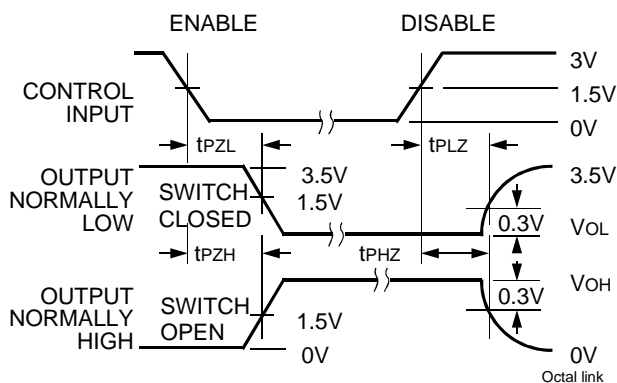 ENABLE DISABLE
CONTROL
INPUT
3V
1.5V
0V
tPZL
tPLZ
OUTPUT
NORMALLY
LOW
SWITCH
CLOSED
3.5V
1.5V
3.5V
0.3V
VOL
tPZH
tPHZ
OUTPUT
NORMALLY
HIGH
SWITCH
OPEN
1.5V
0V
VOH
0.3V
0V
Octal link